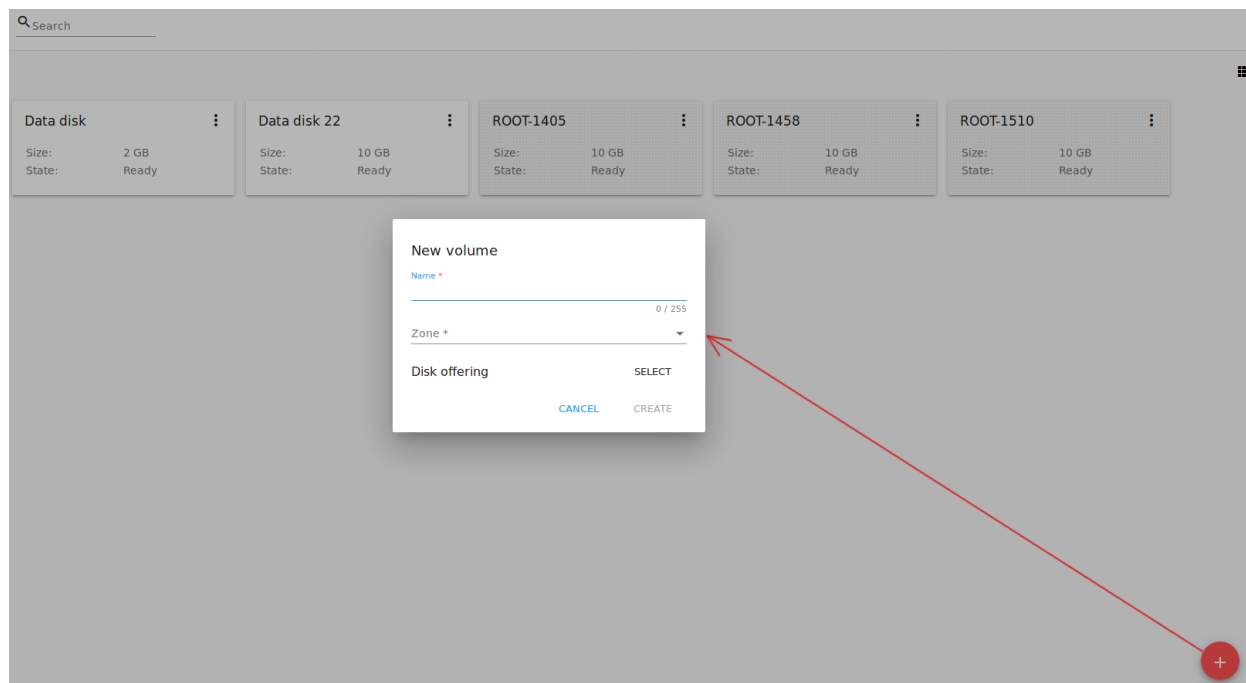 Search
Data disk
Size: 2 GB
State: Ready
Data disk 22
Size: 10 GB
State: Ready
ROOT-1405
Size: 10 GB
State: Ready
ROOT-1458
Size: 10 GB
State: Ready
ROOT-1510
Size: 10 GB
State: Ready
New volume
Name *
0 / 255
Zone *
Disk offering SELECT
CANCEL CREATE
+